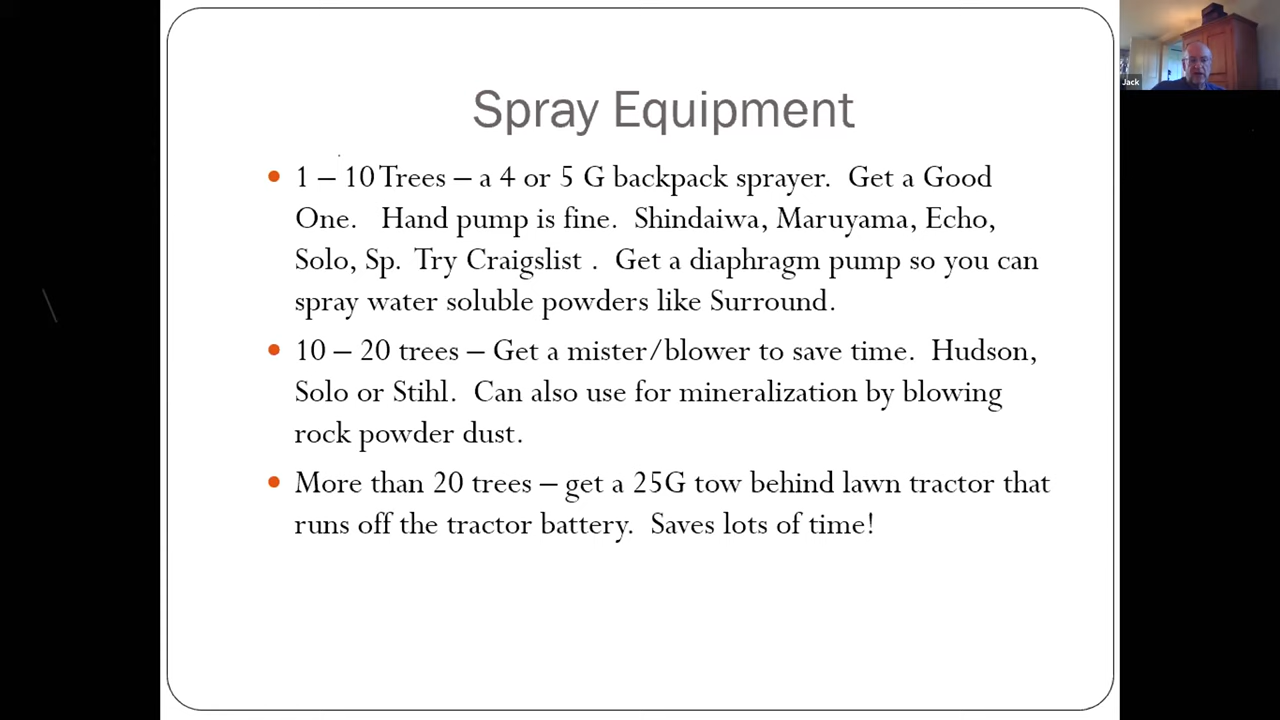 Spray Equipment
1 – 10 Trees – a 4 or 5 G backpack sprayer. Get a Good
One. Hand pump is fine. Shindaiwa, Maruyama, Echo,
Solo, Sp. Try Craigslist . Get a diaphragm pump so you can
spray water soluble powders like Surround.
10 – 20 trees – Get a mister/blower to save time. Hudson,
Solo or Stihl. Can also use for mineralization by blowing
rock powder dust.
More than 20 trees – get a 25G tow behind lawn tractor that
runs off the tractor battery. Saves lots of time!
Jack